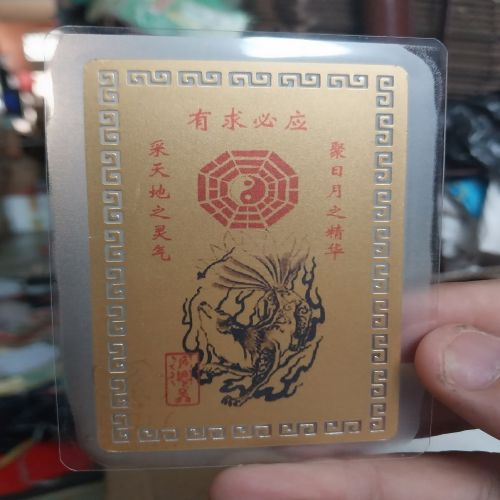 有求必应
聚日月之精华
采天地之灵气